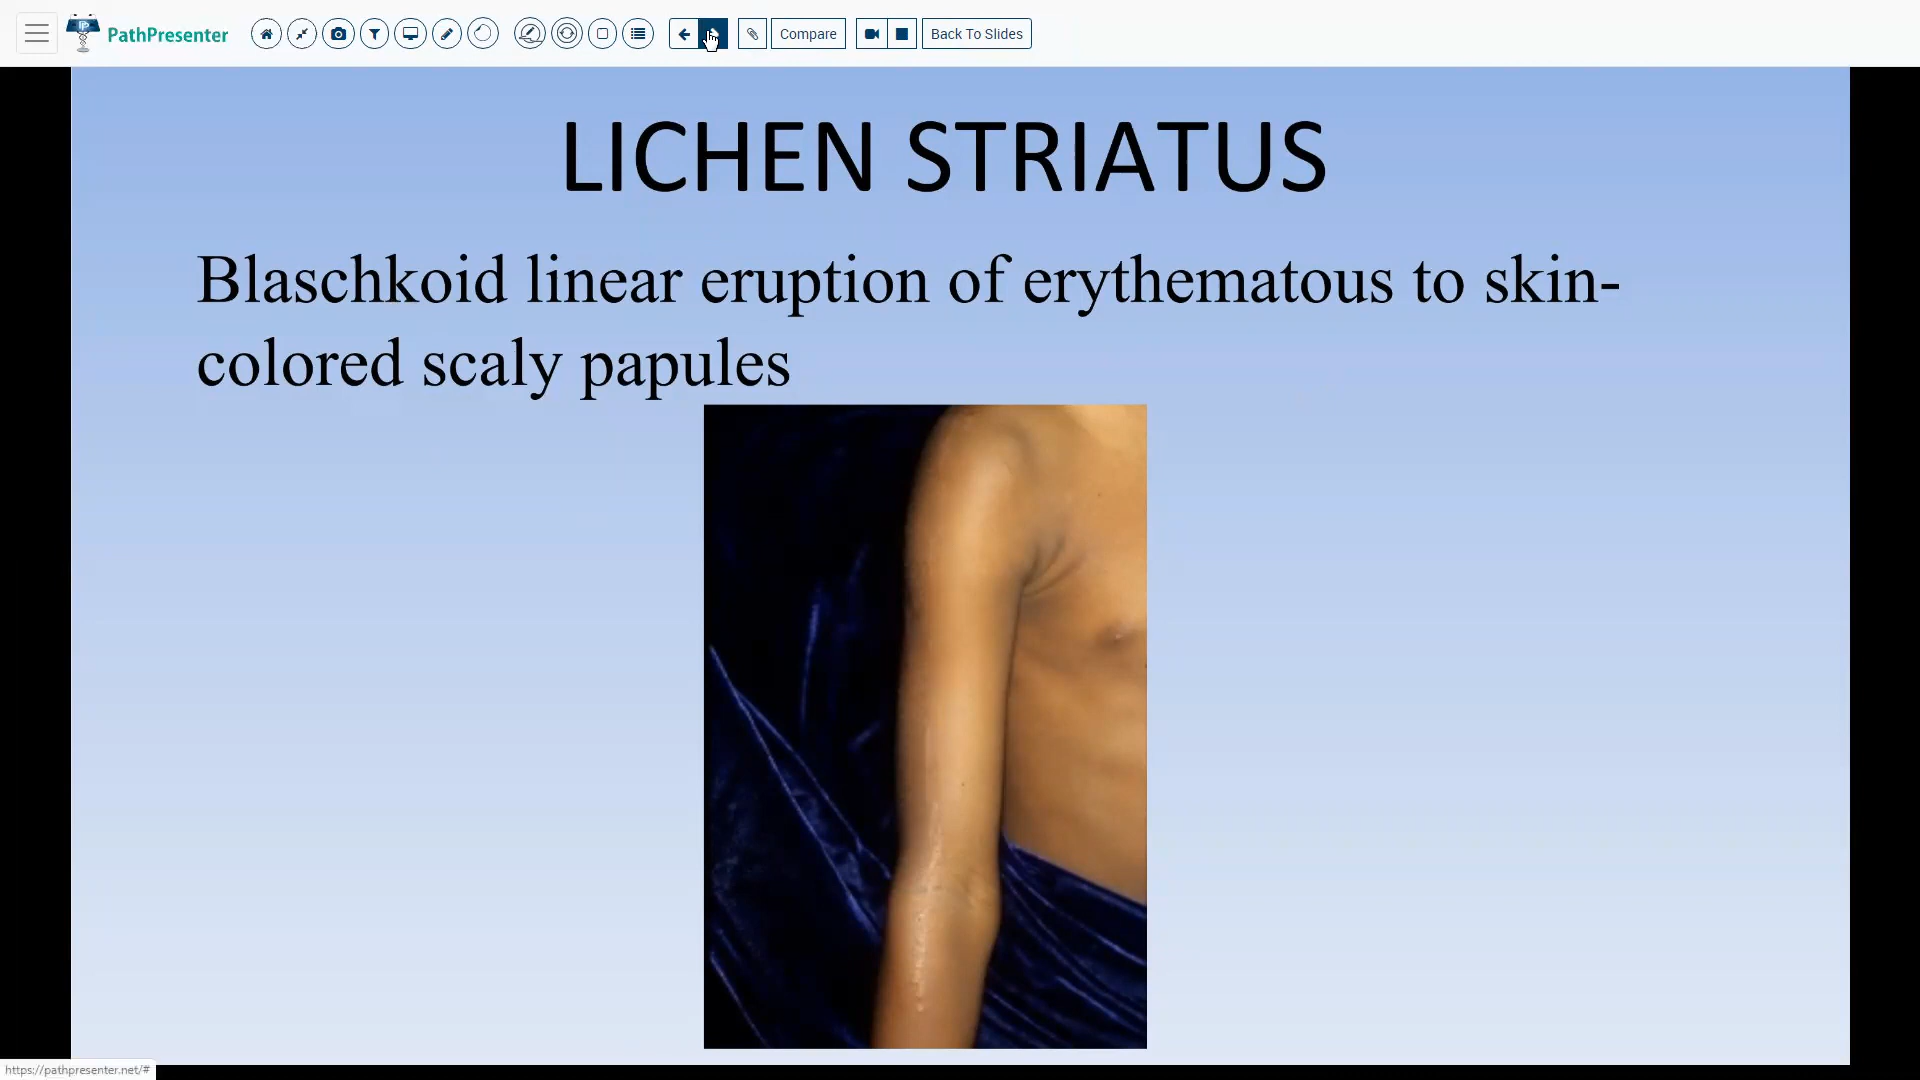 PathPresenter
Compare
Back To Slides
LICHEN STRIATUS
Blaschkoid linear eruption of erythematous to skin-
colored scaly papules
https://pathpresenter.net/#